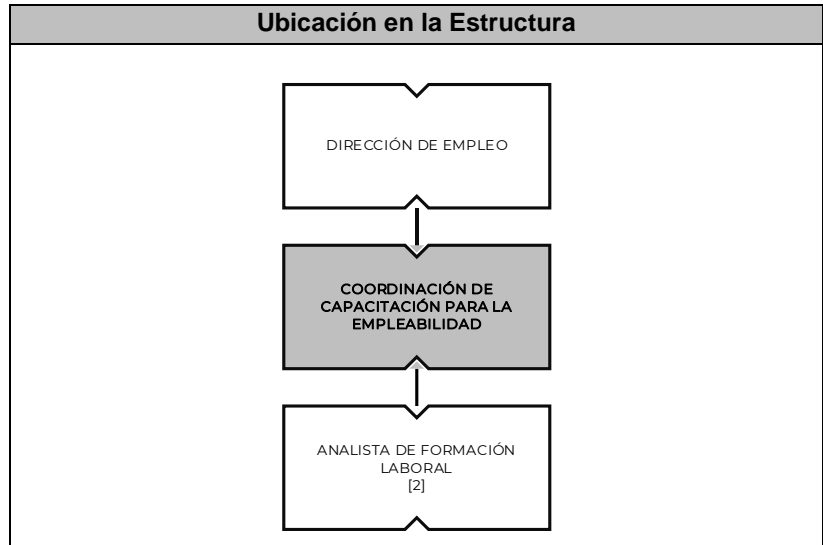 Ubicación en la Estructura
DIRECCIÓN DE EMPLEO
COORDINACIÓN DE
CAPACITACIÓN PARA LA
EMPLEABILIDAD
ANALISTA DE FORMACIÓN
LABORAL
[2]